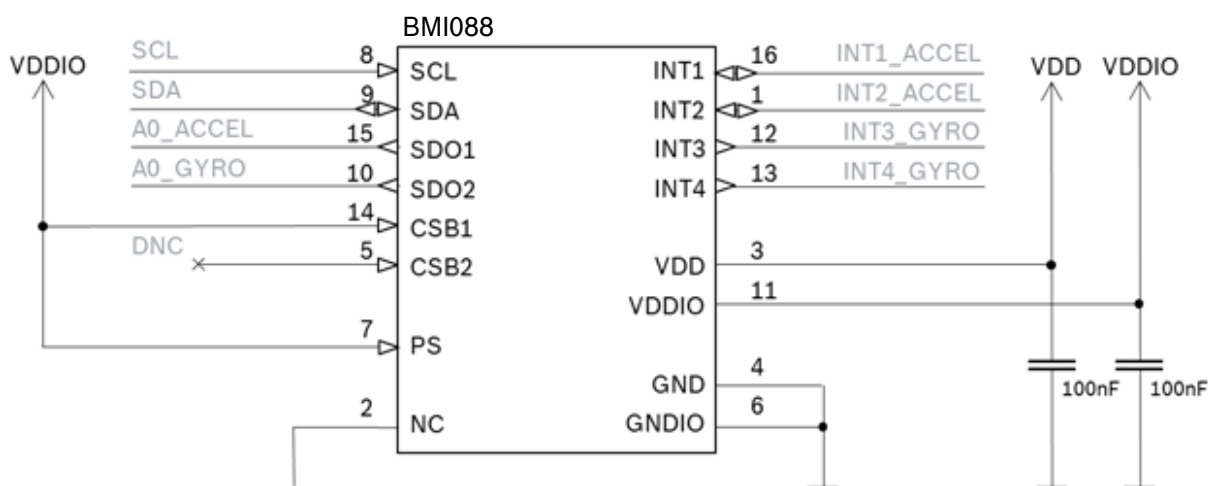 BMI088
VDDIO
SCL
8
SCL
SDA
9
SDA
A0_ACCEL
15
SDO1
A0_GYRO
10
SDO2
14
CSB1
DNC
5
CSB2
7
PS
2
NC
INT1
16
INT1_ACCEL
INT2
1
INT2_ACCEL
INT3
12
INT3_GYRO
INT4
13
INT4_GYRO
VDD
3
VDDIO
11
GND
4
GNDIO
6
VDD
VDDIO
100nF
100nF